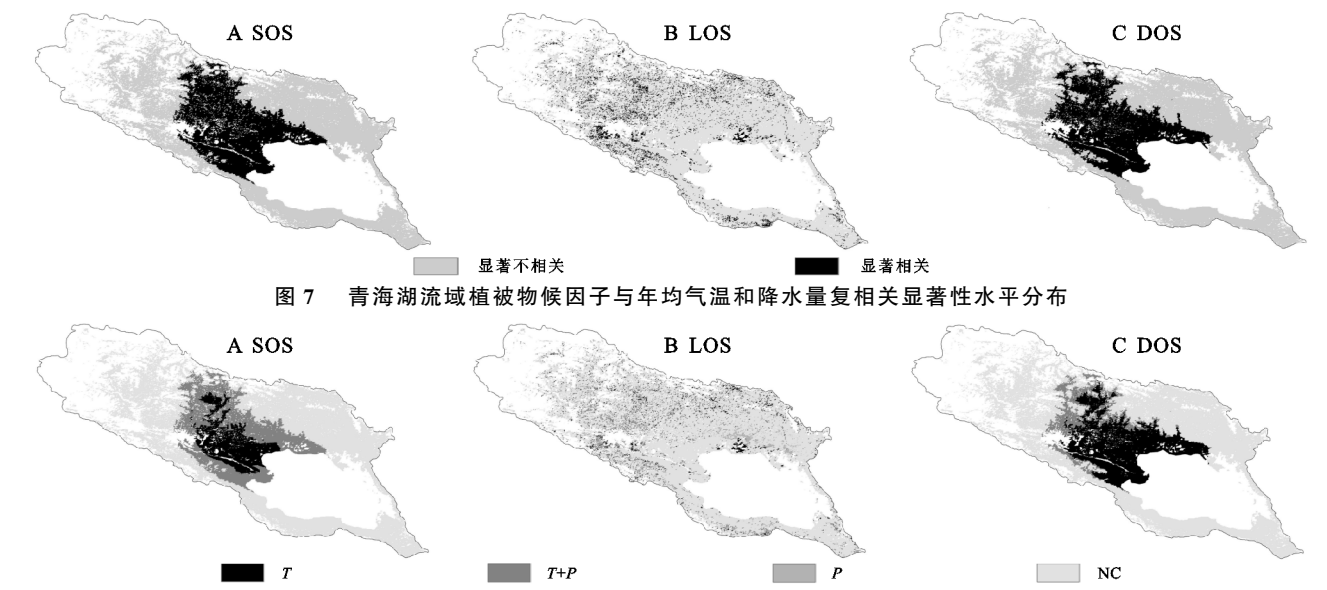 A SOS B LOS C DOS
显著不相关 显著相关
图 7 青海湖流域植被物候因子与年均气温和降水量复相关显著性水平分布
A SOS B LOS C DOS
T T+P P NC